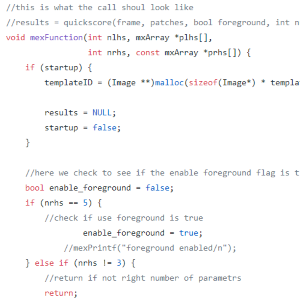 //this is what the call shoul look like
//results = quickscore(frame, patches, bool foreground, int n
void mexFunction(int nlhs, mxArray *plhs[],
int nrhs, const mxArray *prhs[]) {
if (startup) {
templateID = (Image **)malloc(sizeof(Image*) * templa
results = NULL;
startup = false;
}
//here we check to see if the enable foreground flag is t
bool enable_foreground = false;
if (nrhs == 5) {
//check if use foreground is true
enable_foreground = true;
//mexPrintf("foreground enabled/n");
} else if (nrhs != 3) {
//return if not right number of parametrs
return;